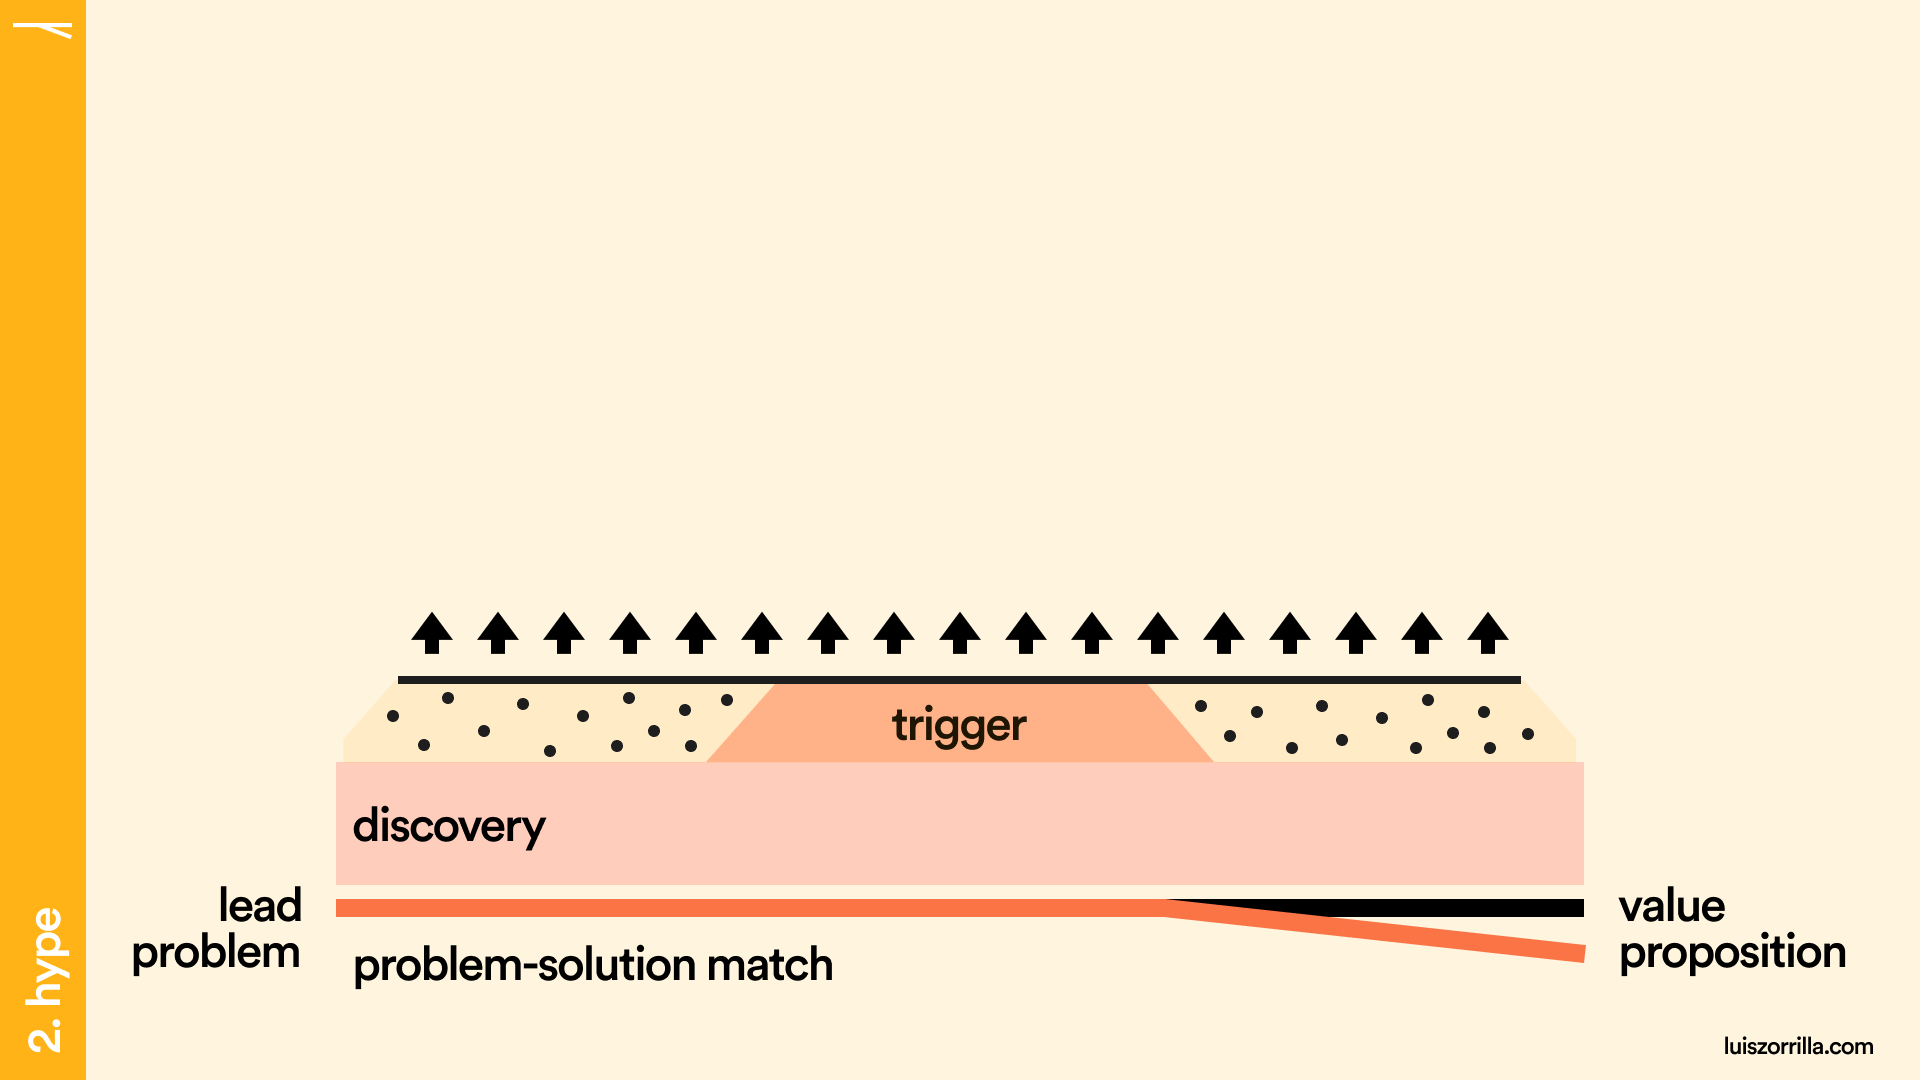 2. hype
trigger
discovery
lead
problem
value
proposition
problem-solution match
luiszorrilla.com